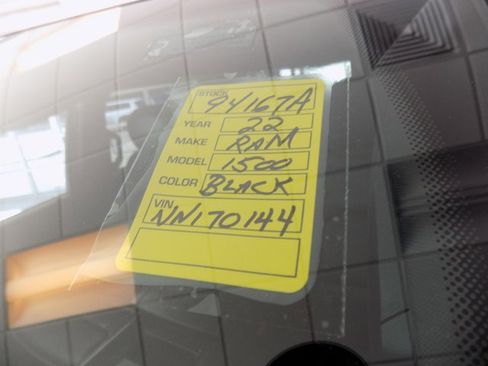 STOCK 94167A
YEAR 22
MAKE RAM
MODEL 1500
COLOR BLACK
VIN
NN170144